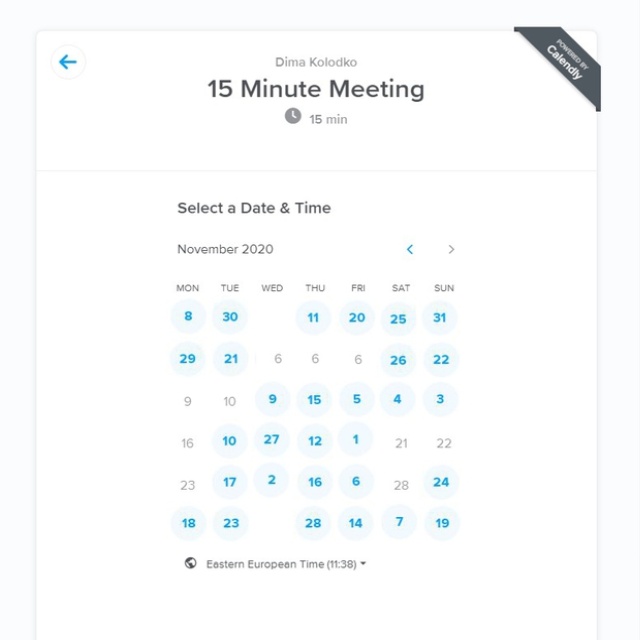 POWERED BY
Calendly
Dima Kolodko
15 Minute Meeting
15 min
Select a Date & Time
November 2020
MON TUE WED THU FRI SAT SUN
8 30 11 20 25 31
29 21 6 6 6 26 22
9 10 9 15 5 4 3
16 10 27 12 1 21 22
23 17 2 16 6 28 24
18 23 28 14 7 19
Eastern European Time (11:38)